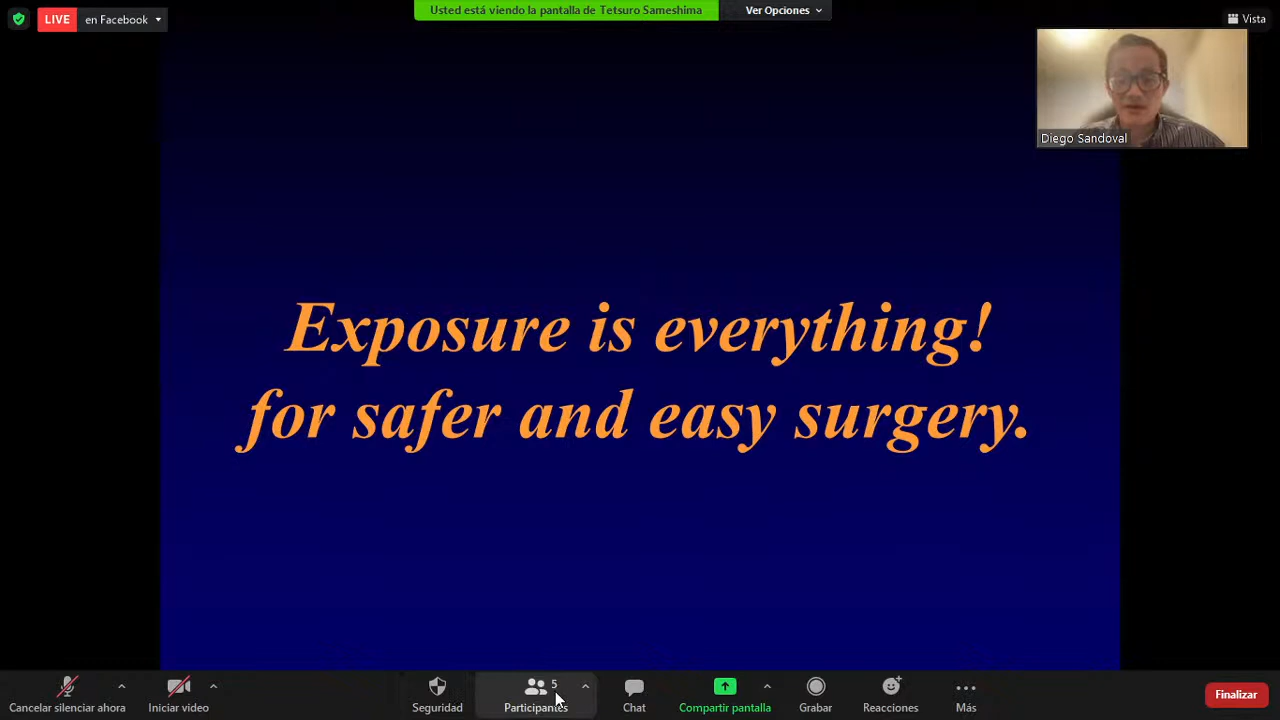 LIVE en Facebook
Usted está viendo la pantalla de Tetsuro Sameshima
Ver Opciones
Vista
Diego Sandoval
Exposure is everything!
for safer and easy surgery.
Cancelar silenciar ahora
Iniciar video
Seguridad
5
Participantes
Chat
Compartir pantalla
Grabar
Reacciones
Más
Finalizar